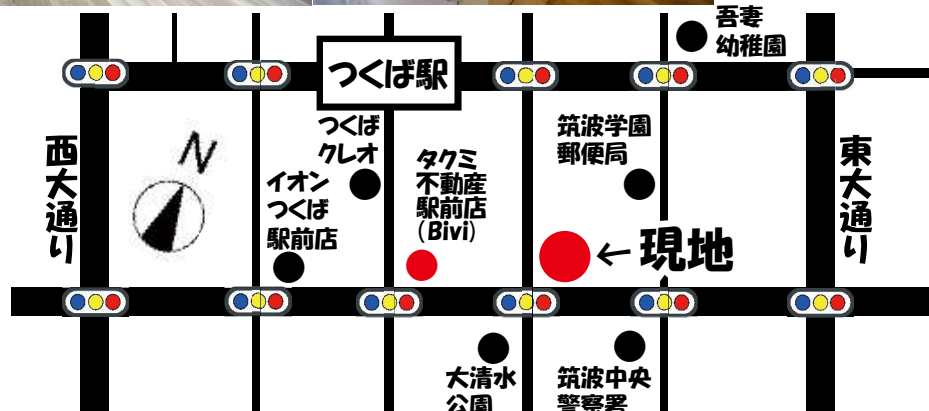 吾妻
幼稚園
つくば駅
つくば
クレオ
筑波学園
郵便局
西大通り
N
イオン
つくば
駅前店
タクミ
不動産
駅前店
(Bivi)
東大通り
←現地
大清水
公園
筑波中央
警察署